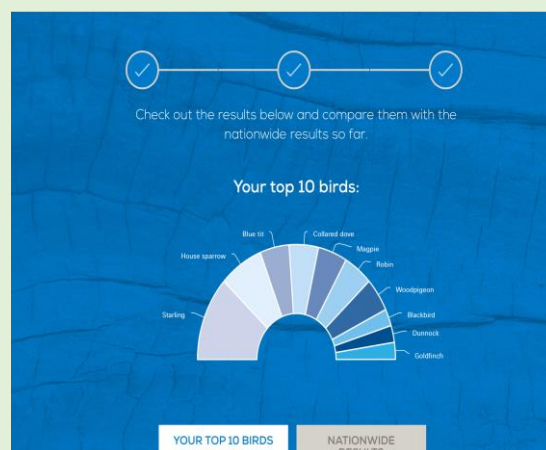 Check out the results below and compare them with the
nationwide results so far.
Your top 10 birds:
Blue tit
Collared dove
House sparrow
Magpie
Robin
Starling
Woodpigeon
Blackbird
Dunnock
Goldfinch
YOUR TOP 10 BIRDS
NATIONWIDE
RESULTS